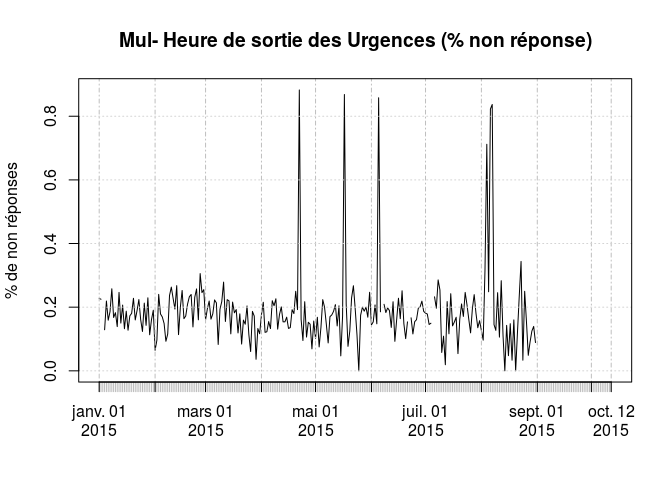 Mul- Heure de sortie des Urgences (% non réponse)
% de non réponses
0.8
0.6
0.4
0.2
0.0
janv. 01
2015
mars 01
2015
mai 01
2015
juil. 01
2015
sept. 01
2015
oct. 12
2015